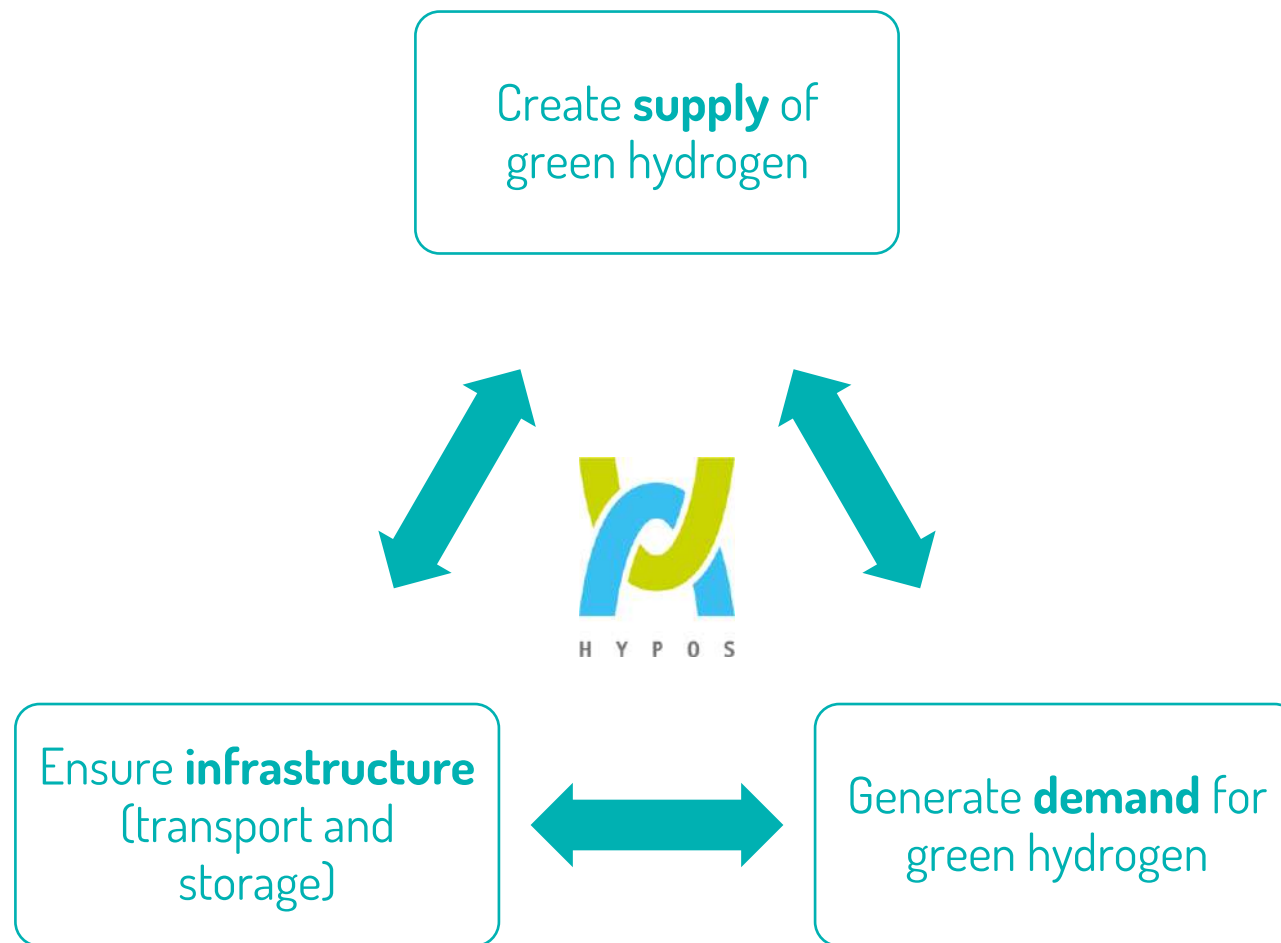 Create supply of
green hydrogen
H Y P O S
Ensure infrastructure
(transport and
storage)
Generate demand for
green hydrogen